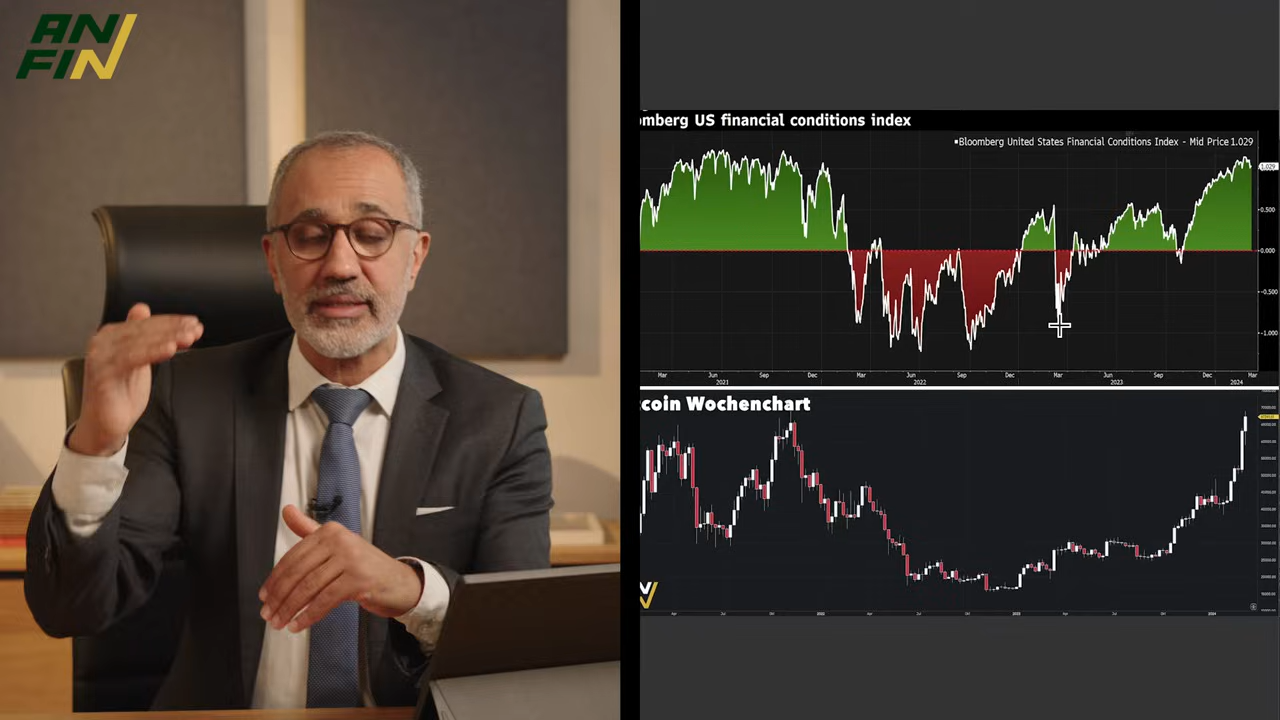 AN
FIN
omberg US financial conditions index
Bloomberg United States Financial Conditions Index - Mid Price 1.029
1.029
0.500
0.000
-0.500
-1.000
Mar Jun Sep Dec Mar Jun Sep Dec Mar Jun Sep Dec Mar
2021 2022 2023 2024
tcoin Wochenchart
N